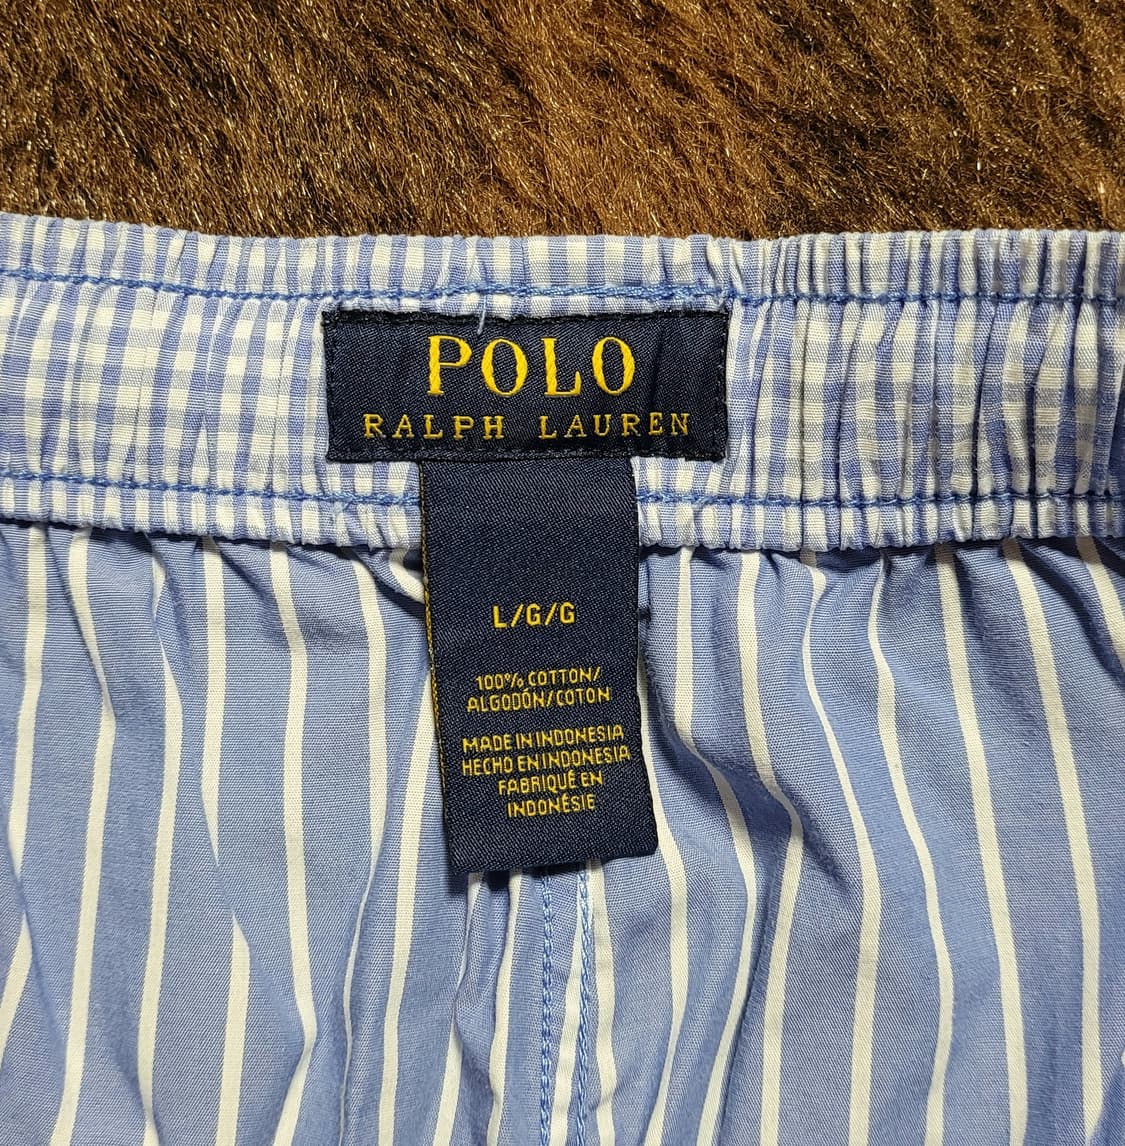 POLO
RALPH LAUREN
L/G/G
100% COTTON/
ALGODÓN/COTON
MADE IN INDONESIA
HECHO EN INDONESIA
FABRIQUÉ EN
INDONÉSIE